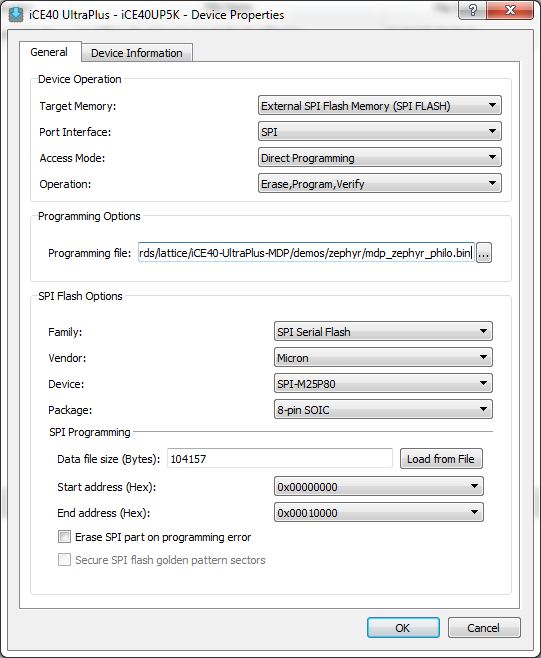 iCE40 UltraPlus - iCE40UP5K - Device Properties
General
Device Information
Device Operation
Target Memory: External SPI Flash Memory (SPI FLASH)
Port Interface: SPI
Access Mode: Direct Programming
Operation: Erase,Program,Verify
Programming Options
Programming file: rds/lattice/iCE40-UltraPlus-MDP/demos/zephyr/mdp_zephyr_philo.bin ...
SPI Flash Options
Family: SPI Serial Flash
Vendor: Micron
Device: SPI-M25P80
Package: 8-pin SOIC
SPI Programming
Data file size (Bytes): 104157 Load from File
Start address (Hex): 0x00000000
End address (Hex): 0x00010000
Erase SPI part on programming error
Secure SPI flash golden pattern sectors
OK Cancel